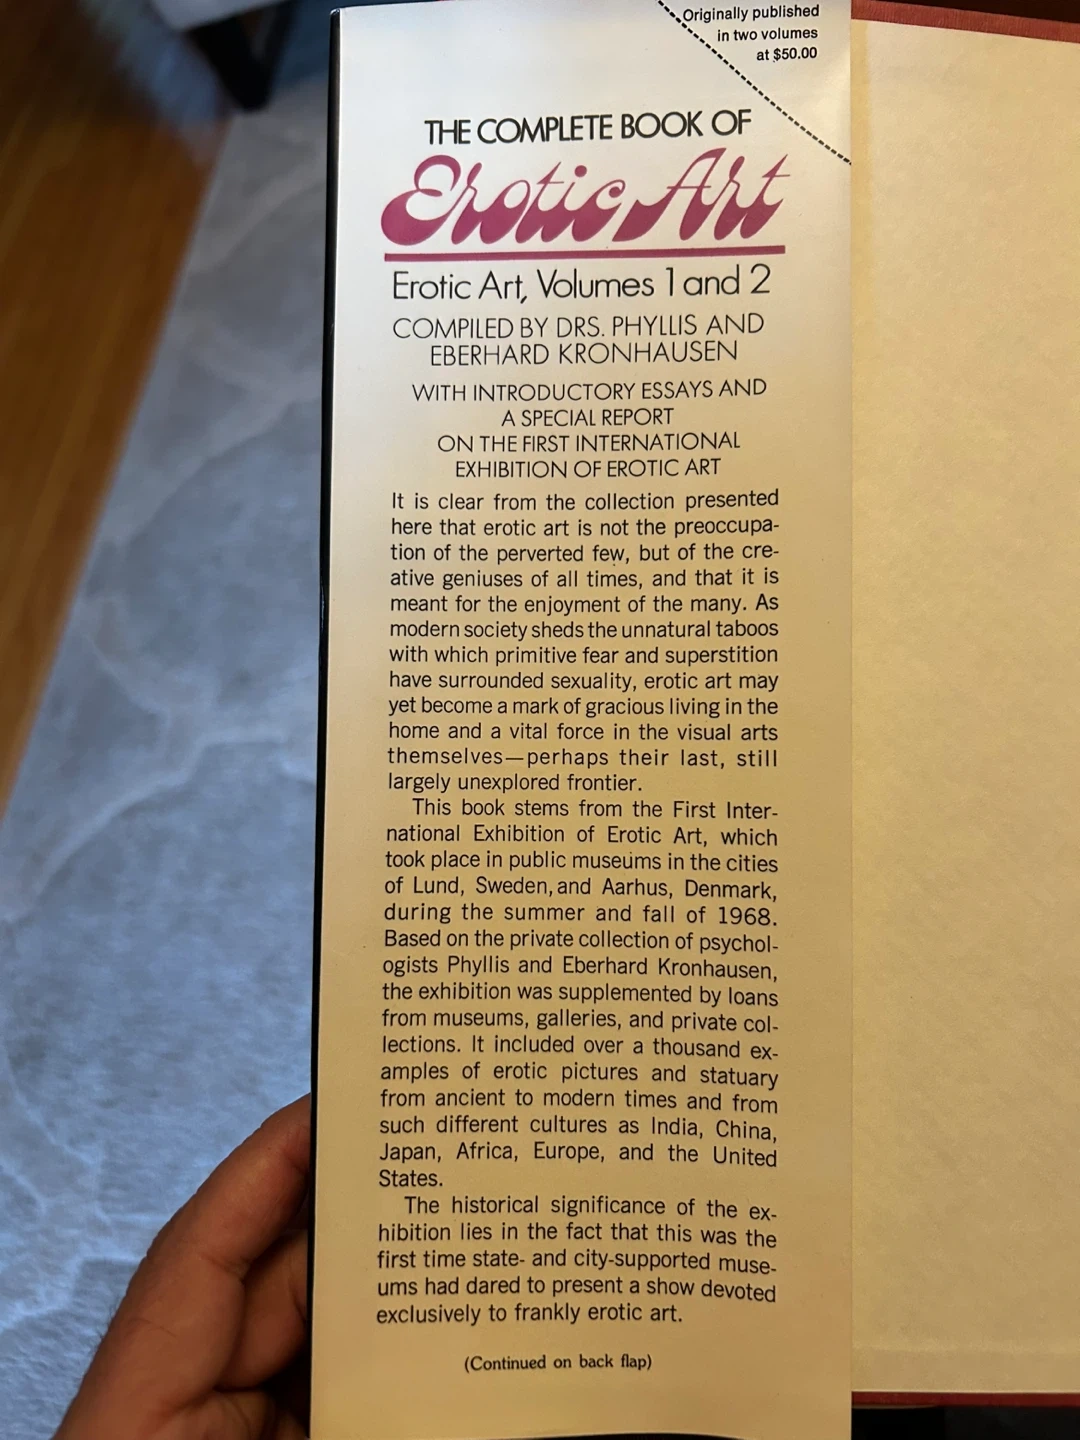 Originally published
in two volumes
at $50.00
THE COMPLETE BOOK OF
Erotic Art
Erotic Art, Volumes 1 and 2
COMPILED BY DRS. PHYLLIS AND
EBERHARD KRONHAUSEN
WITH INTRODUCTORY ESSAYS AND
A SPECIAL REPORT
ON THE FIRST INTERNATIONAL
EXHIBITION OF EROTIC ART
It is clear from the collection presented
here that erotic art is not the preoccupa-
tion of the perverted few, but of the cre-
ative geniuses of all times, and that it is
meant for the enjoyment of the many. As
modern society sheds the unnatural taboos
with which primitive fear and superstition
have surrounded sexuality, erotic art may
yet become a mark of gracious living in the
home and a vital force in the visual arts
themselves—perhaps their last, still
largely unexplored frontier.
This book stems from the First Inter-
national Exhibition of Erotic Art, which
took place in public museums in the cities
of Lund, Sweden, and Aarhus, Denmark,
during the summer and fall of 1968.
Based on the private collection of psychol-
ogists Phyllis and Eberhard Kronhausen,
the exhibition was supplemented by loans
from museums, galleries, and private col-
lections. It included over a thousand ex-
amples of erotic pictures and statuary
from ancient to modern times and from
such different cultures as India, China,
Japan, Africa, Europe, and the United
States.
The historical significance of the ex-
hibition lies in the fact that this was the
first time state- and city-supported muse-
ums had dared to present a show devoted
exclusively to frankly erotic art.
(Continued on back flap)